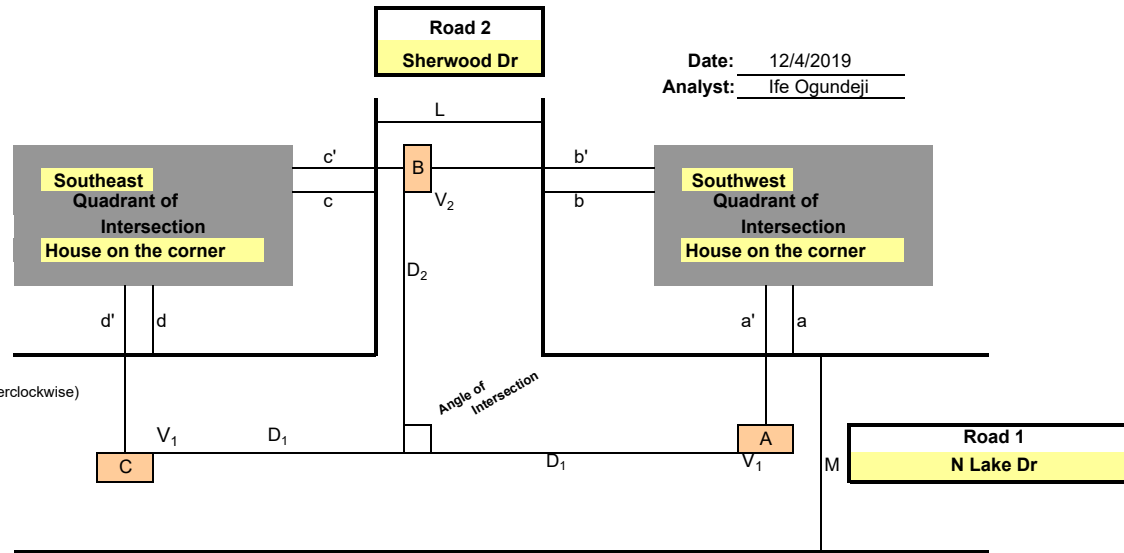 Road 2
Sherwood Dr
Date: 12/4/2019
Analyst: Ife Ogundeji
L
c'
B
b'
Southeast
Quadrant of
Intersection
House on the corner
c
V2
b
Southwest
Quadrant of
Intersection
House on the corner
D2
d'
d
a'
a
erclockwise)
Angle of
Intersection
V1
D1
A
C
D1
V1
M
Road 1
N Lake Dr